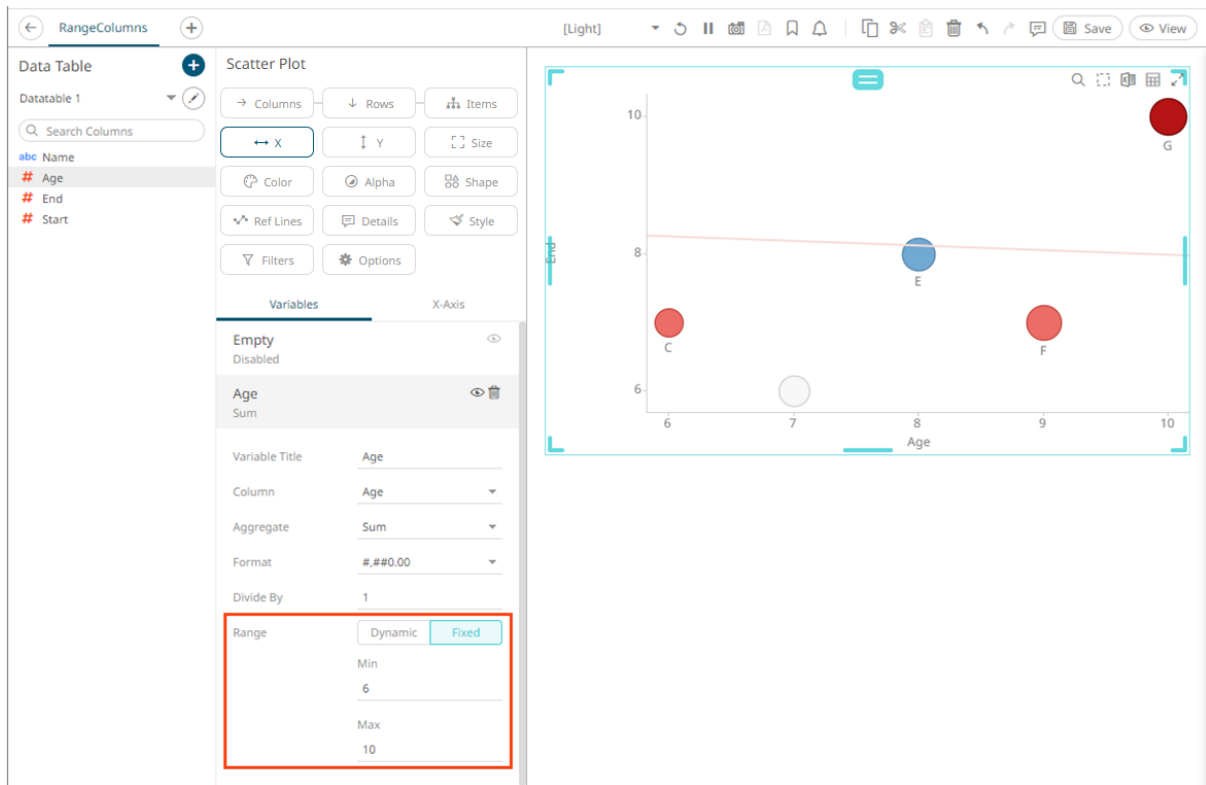 RangeColumns
[Light]
Save
View
Data Table
Datatable 1
Search Columns
abc Name
# Age
# End
# Start
Scatter Plot
Columns
Rows
Items
X
Y
Size
Color
Alpha
Shape
Ref Lines
Details
Style
Filters
Options
Variables
X-Axis
Empty
Disabled
Age
Sum
Variable Title
Age
Column
Age
Aggregate
Sum
Format
#,##0.00
Divide By
1
Range
Dynamic
Fixed
Min
6
Max
10
10
G
End
8
E
C
F
6
6
7
8
9
10
Age